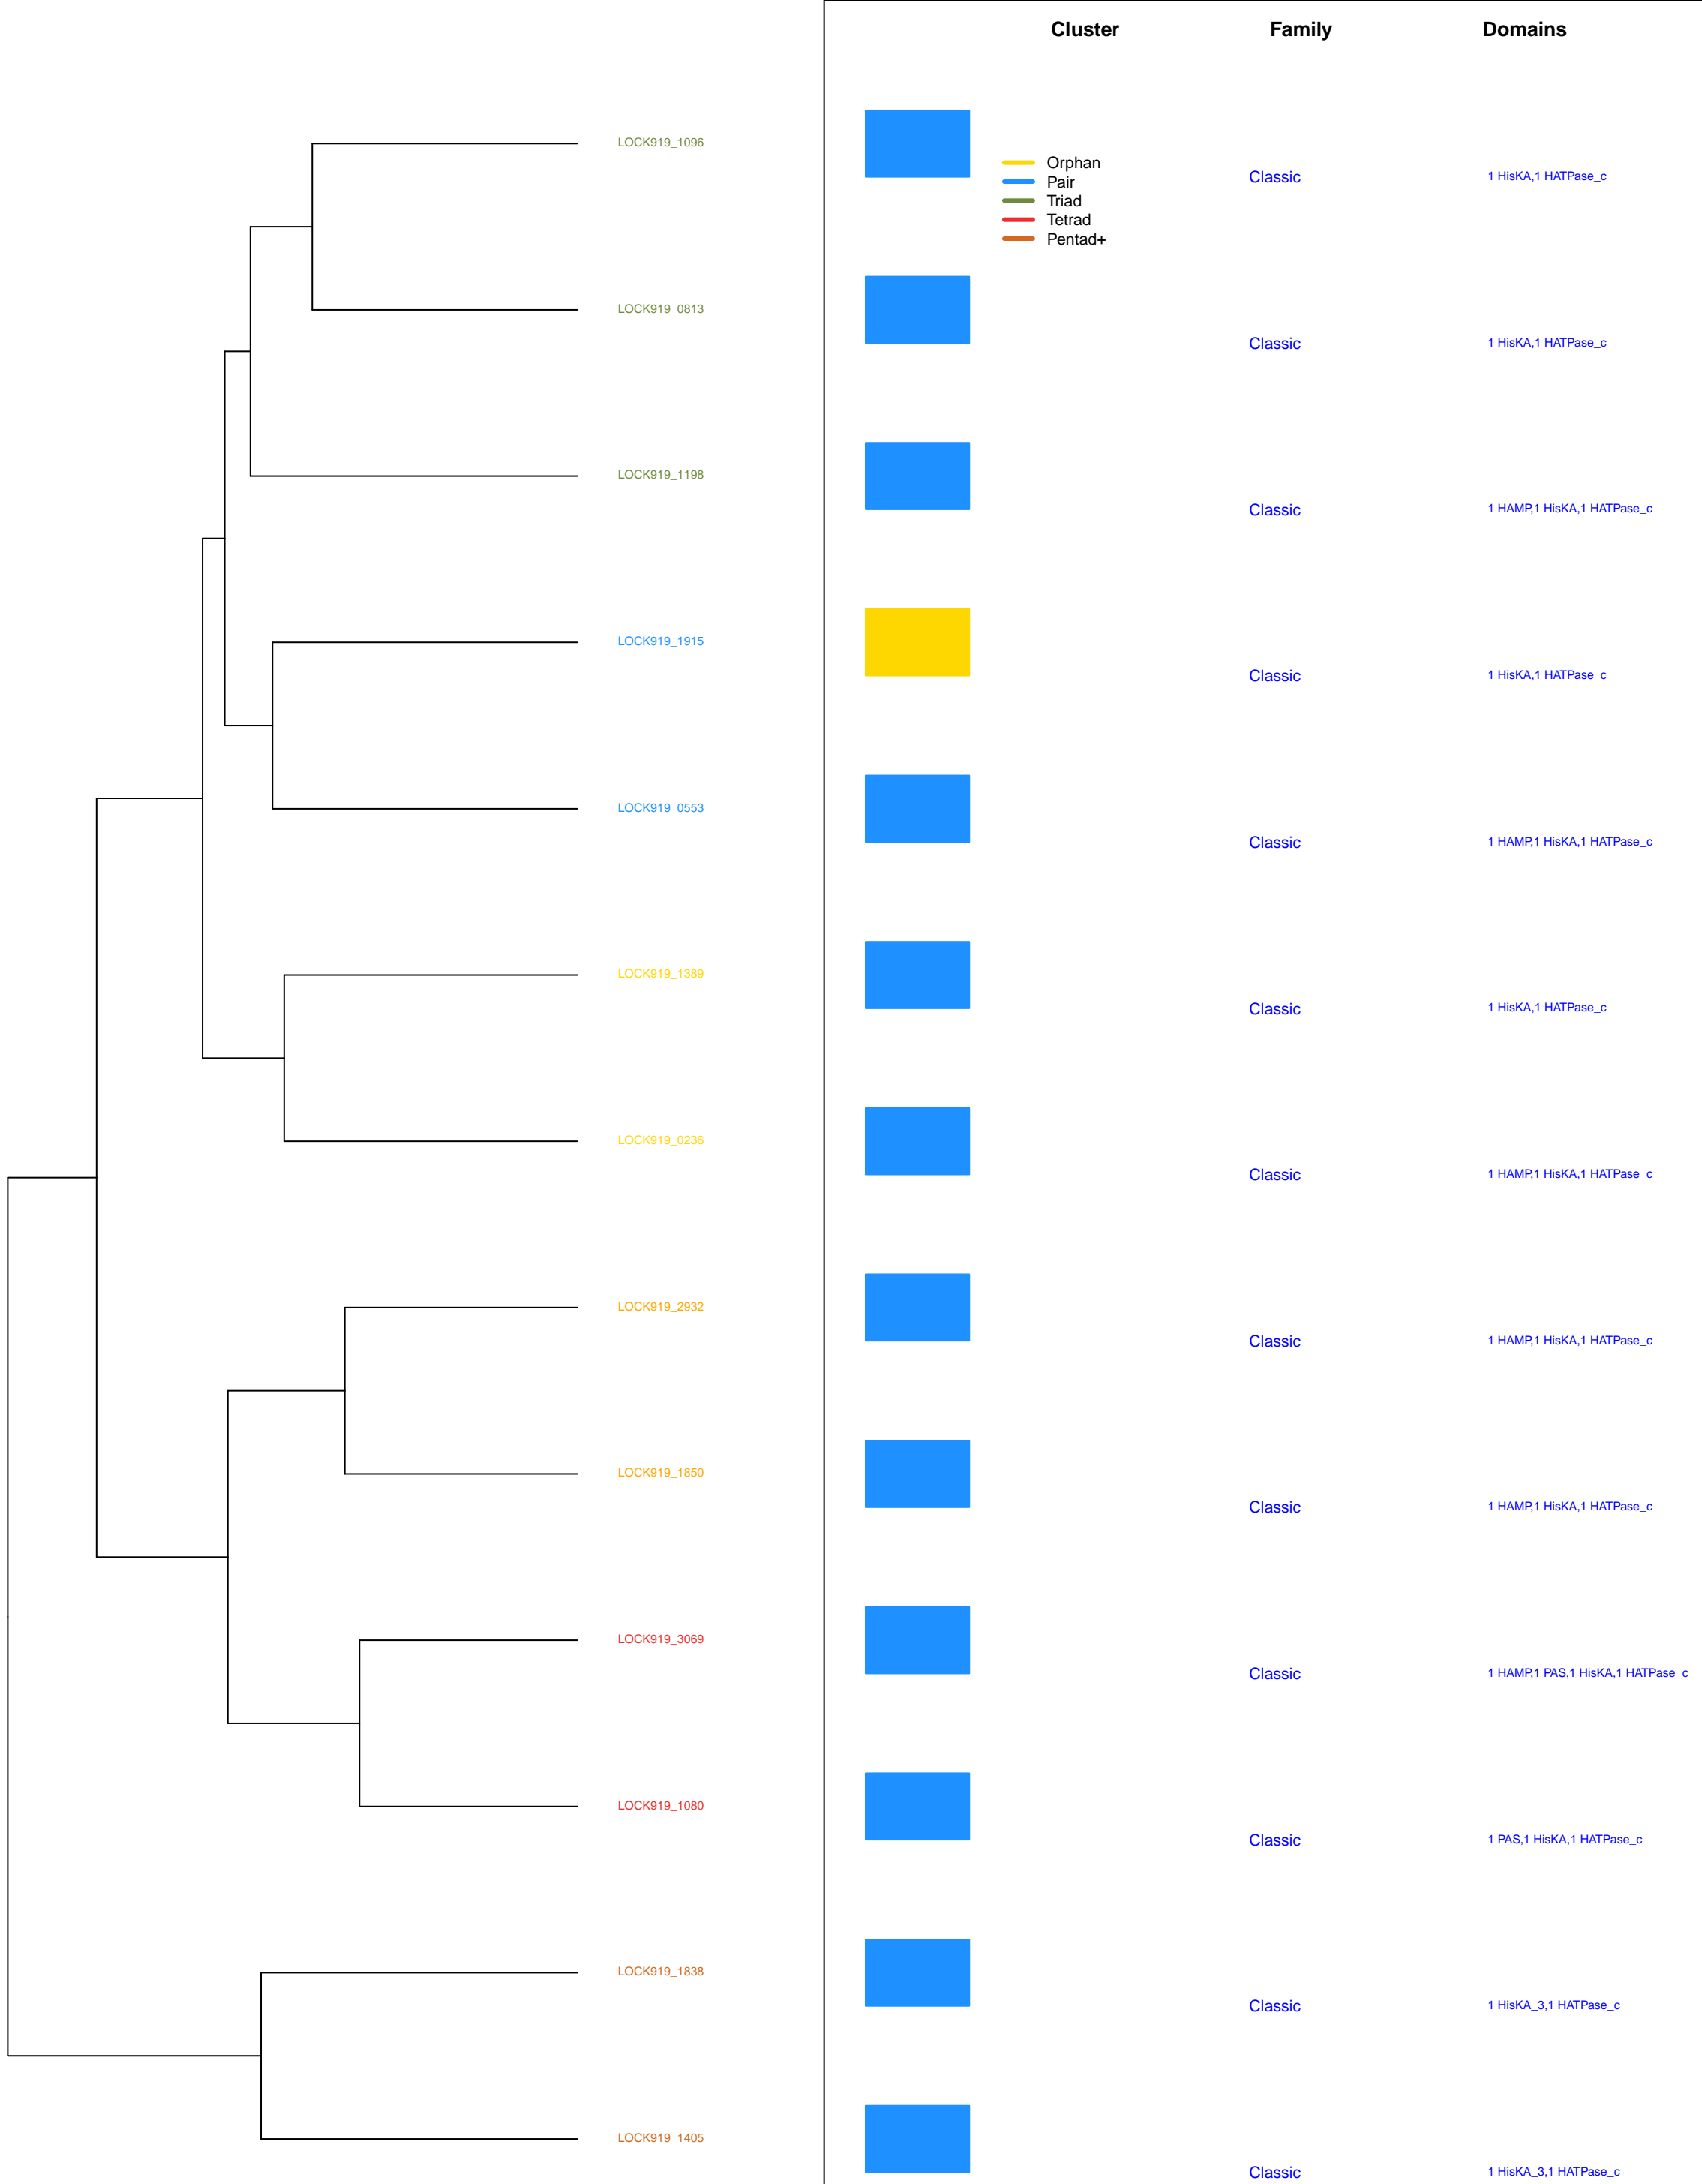 Cluster Family Domains
LOCK919_1096
Orphan
Pair
Triad
Tetrad
Pentad+
Classic 1 HisKA,1 HATPase_c
LOCK919_0813
Classic 1 HisKA,1 HATPase_c
LOCK919_1198
Classic 1 HAMP,1 HisKA,1 HATPase_c
LOCK919_1915
Classic 1 HisKA,1 HATPase_c
LOCK919_0553
Classic 1 HAMP,1 HisKA,1 HATPase_c
LOCK919_1389
Classic 1 HisKA,1 HATPase_c
LOCK919_0236
Classic 1 HAMP,1 HisKA,1 HATPase_c
LOCK919_2932
Classic 1 HAMP,1 HisKA,1 HATPase_c
LOCK919_1850
Classic 1 HAMP,1 HisKA,1 HATPase_c
LOCK919_3069
Classic 1 HAMP,1 PAS,1 HisKA,1 HATPase_c
LOCK919_1080
Classic 1 PAS,1 HisKA,1 HATPase_c
LOCK919_1838
Classic 1 HisKA_3,1 HATPase_c
LOCK919_1405
Classic 1 HisKA_3,1 HATPase_c